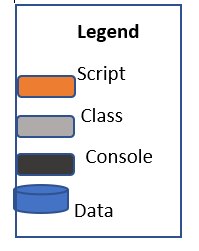 Legend
Script
Class
Console
Data